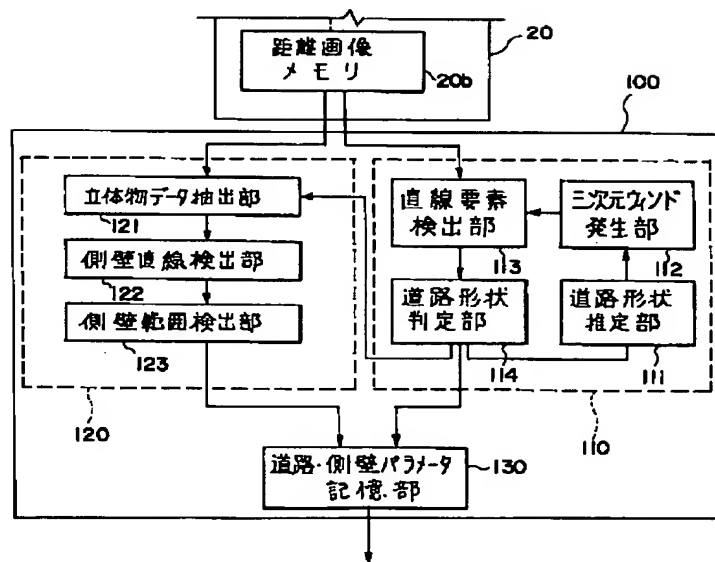 20
距離画像
メモリ
20b
100
立体物データ抽出部
121
側壁直線検出部
122
側壁範囲検出部
123
120
直線要素
検出部
113
三次元ウィンド
発生部
112
道路形状
判定部
114
道路形状
推定部
111
110
道路・側壁パラメータ
記憶部
130